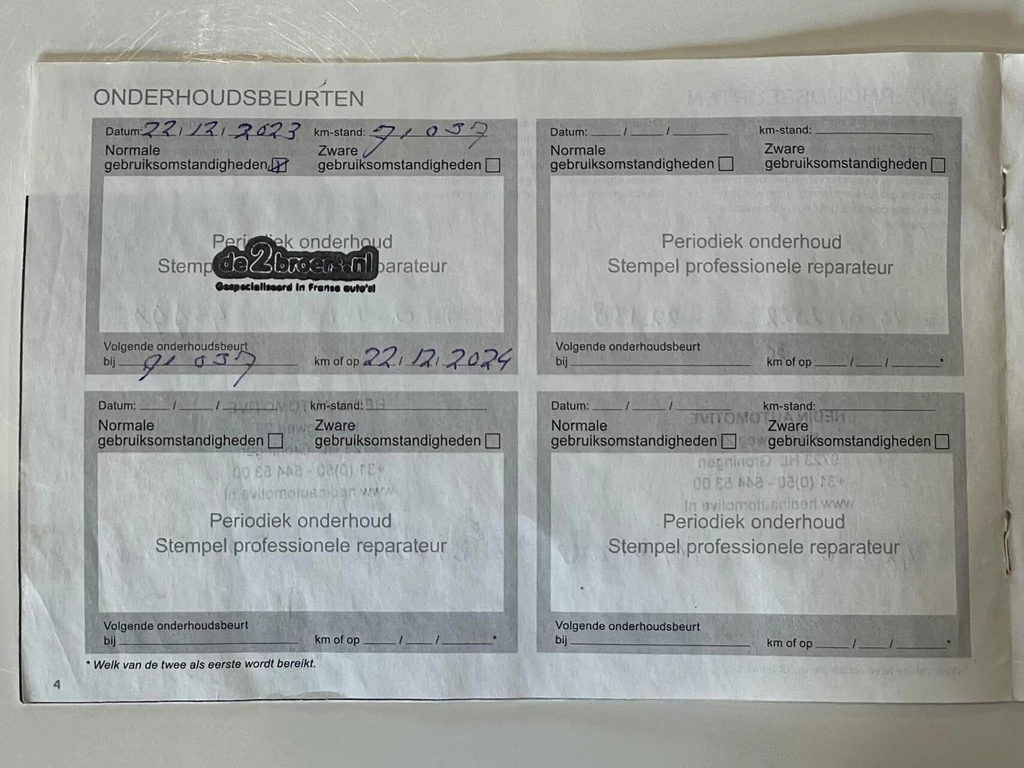 ONDERHOUDSBEURTEN
Datum: 22/12/2023 km-stand: 71037
Normale gebruiksomstandigheden Zware gebruiksomstandigheden
Periodiek onderhoud
Stempel professionele reparateur
de2broers.nl
Gespecialiseerd in Franse auto's!
Volgende onderhoudsbeurt
bij 91037 km of op 22/12/2024
Datum: / / km-stand:
Normale gebruiksomstandigheden Zware gebruiksomstandigheden
Periodiek onderhoud
Stempel professionele reparateur
Volgende onderhoudsbeurt
bij km of op / / *
Datum: / / km-stand:
Normale gebruiksomstandigheden Zware gebruiksomstandigheden
Periodiek onderhoud
Stempel professionele reparateur
Volgende onderhoudsbeurt
bij km of op / / *
Datum: / / km-stand:
Normale gebruiksomstandigheden Zware gebruiksomstandigheden
Periodiek onderhoud
Stempel professionele reparateur
Volgende onderhoudsbeurt
bij km of op / / *
* Welk van de twee als eerste wordt bereikt.
4